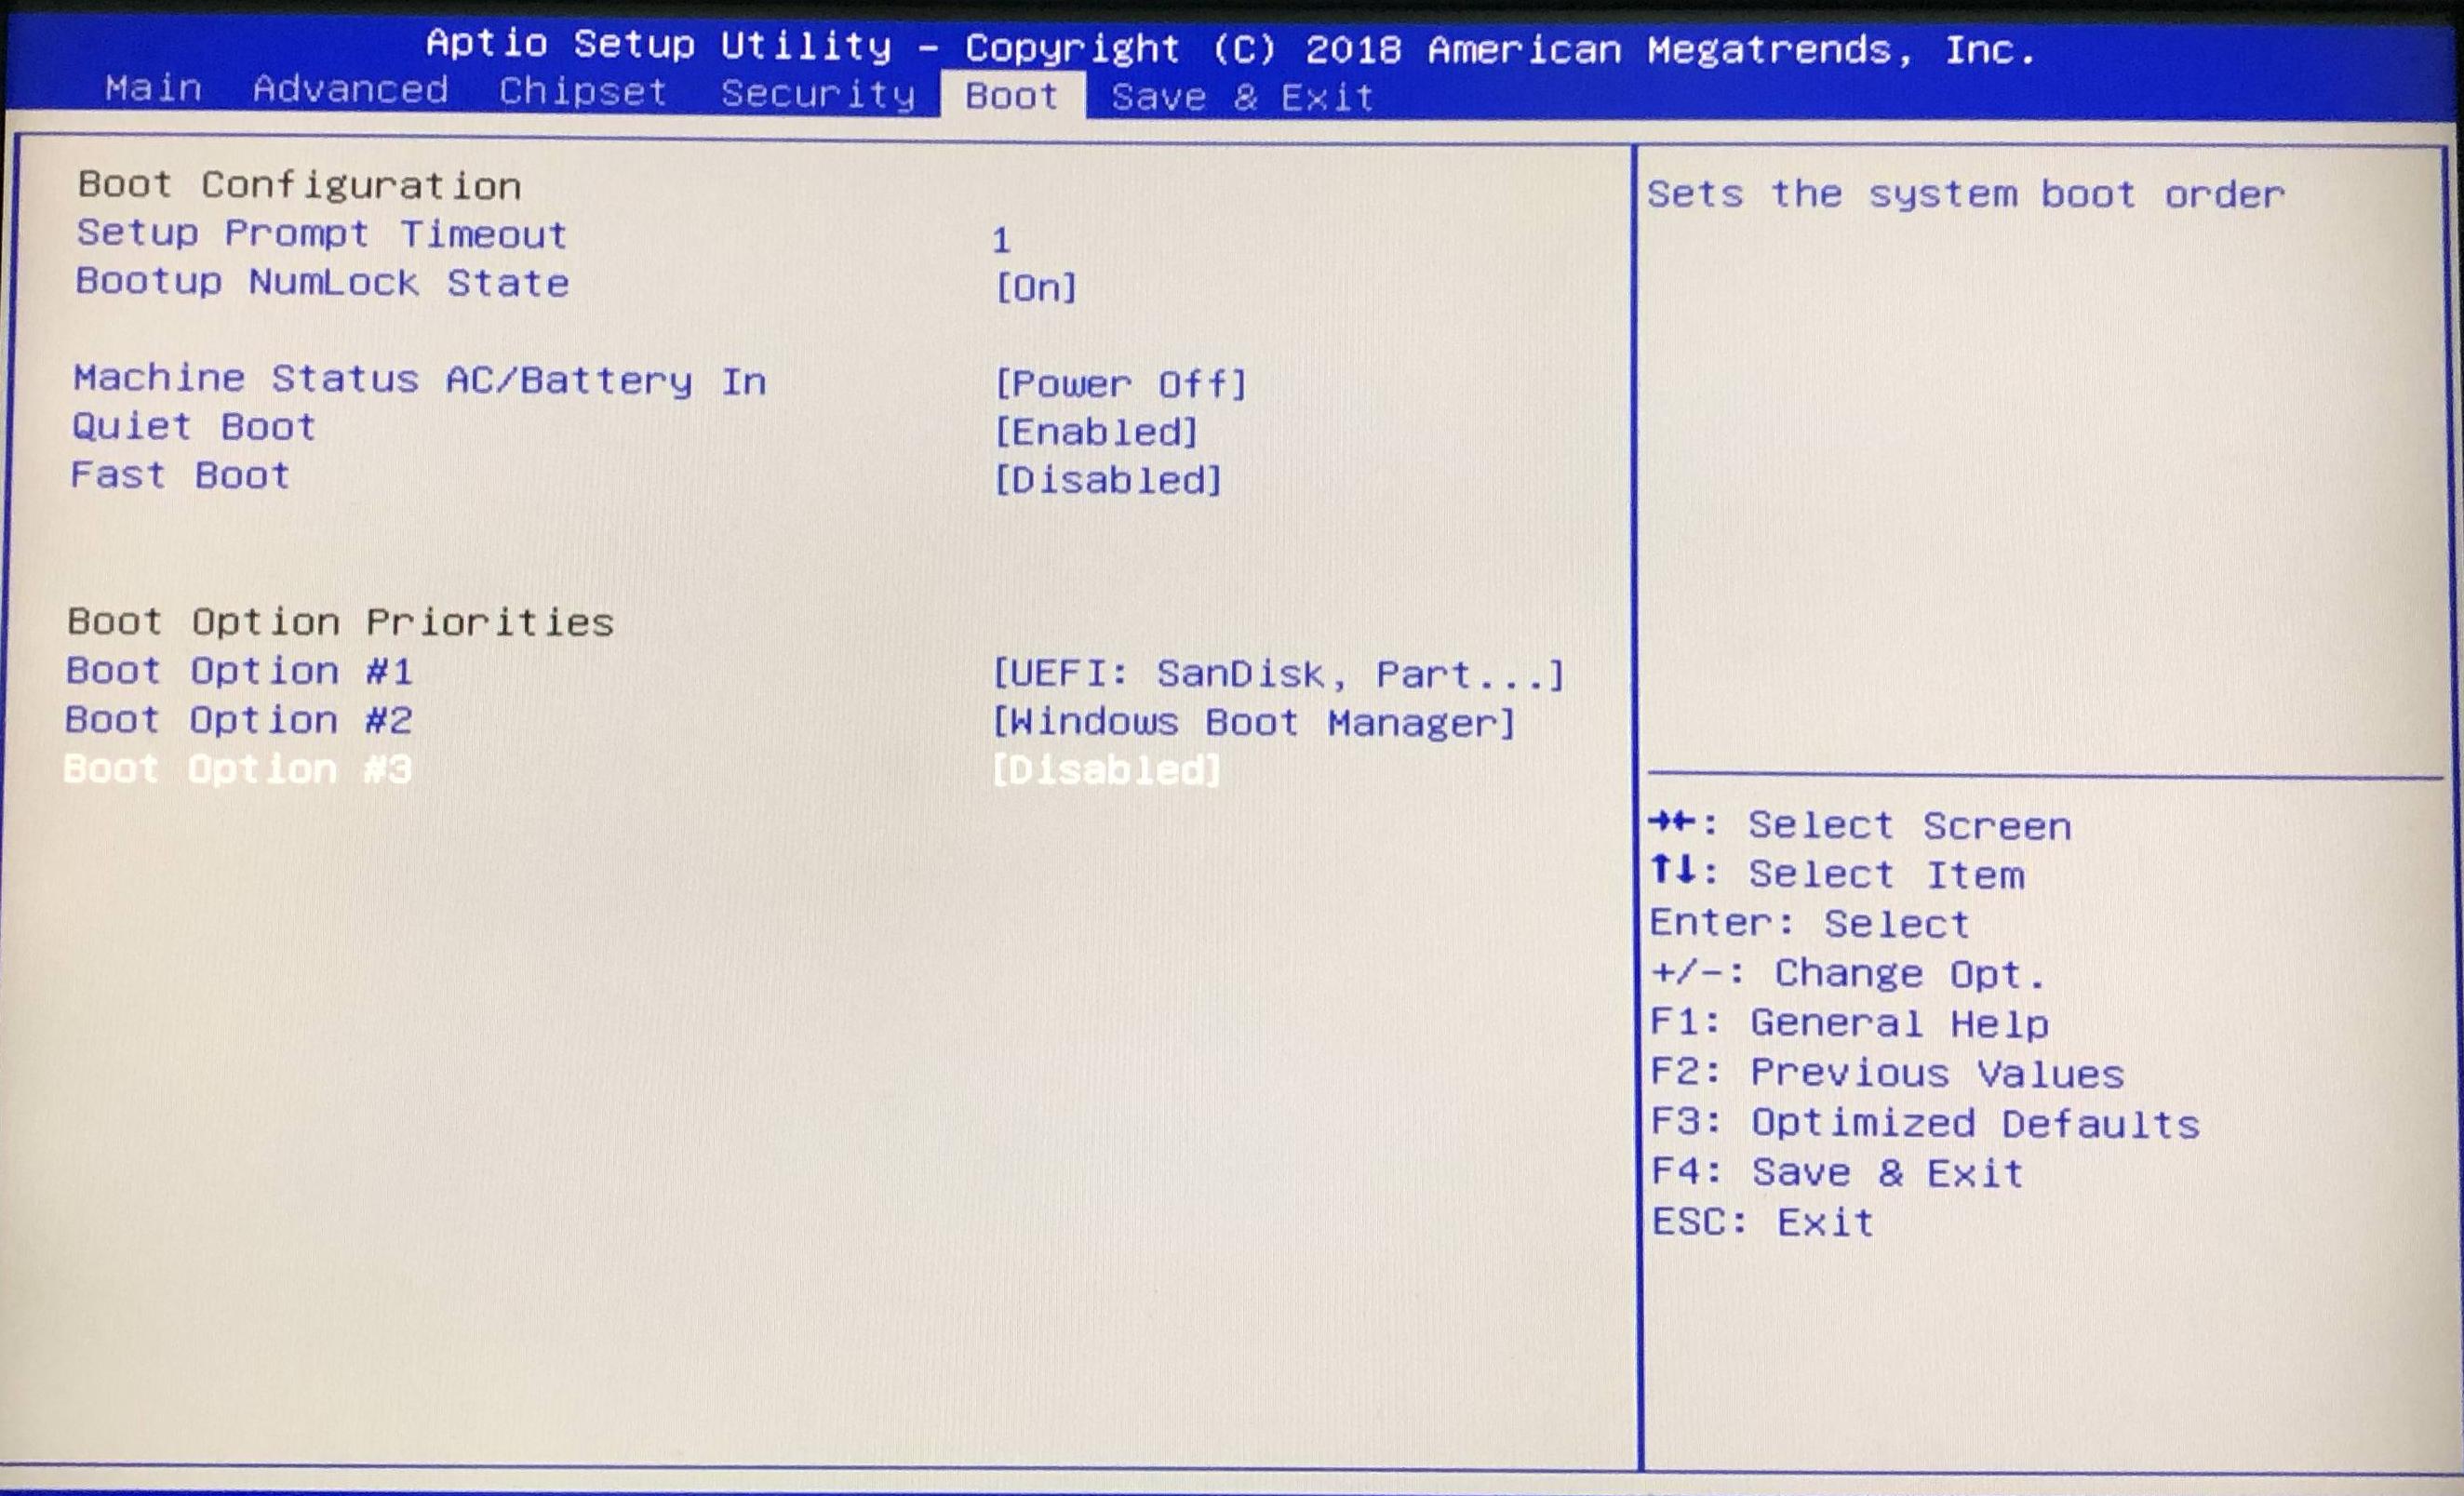 Aptio Setup Utility - Copyright (C) 2018 American Megatrends, Inc.
Main Advanced Chipset Security Boot Save & Exit
Boot Configuration
Setup Prompt Timeout 1
Bootup NumLock State [On]
Machine Status AC/Battery In [Power Off]
Quiet Boot [Enabled]
Fast Boot [Disabled]
Boot Option Priorities
Boot Option #1 [UEFI: SanDisk, Part...]
Boot Option #2 [Windows Boot Manager]
Boot Option #3 [Disabled]
Sets the system boot order
→←: Select Screen
↑↓: Select Item
Enter: Select
+/-: Change Opt.
F1: General Help
F2: Previous Values
F3: Optimized Defaults
F4: Save & Exit
ESC: Exit